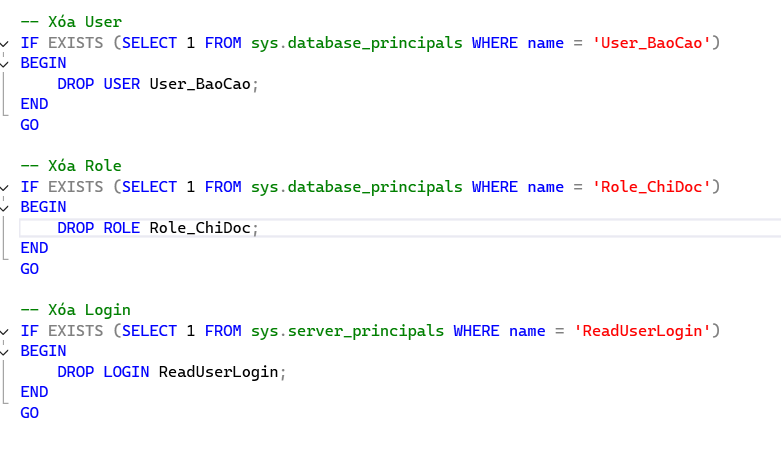 -- Xóa User
IF EXISTS (SELECT 1 FROM sys.database_principals WHERE name = 'User_BaoCao')
BEGIN
    DROP USER User_BaoCao;
END
GO

-- Xóa Role
IF EXISTS (SELECT 1 FROM sys.database_principals WHERE name = 'Role_ChiDoc')
BEGIN
    DROP ROLE Role_ChiDoc;
END
GO

-- Xóa Login
IF EXISTS (SELECT 1 FROM sys.server_principals WHERE name = 'ReadUserLogin')
BEGIN
    DROP LOGIN ReadUserLogin;
END
GO